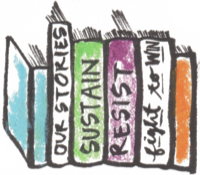 OUR STORIES
SUSTAIN
RESIST
fight to WIN